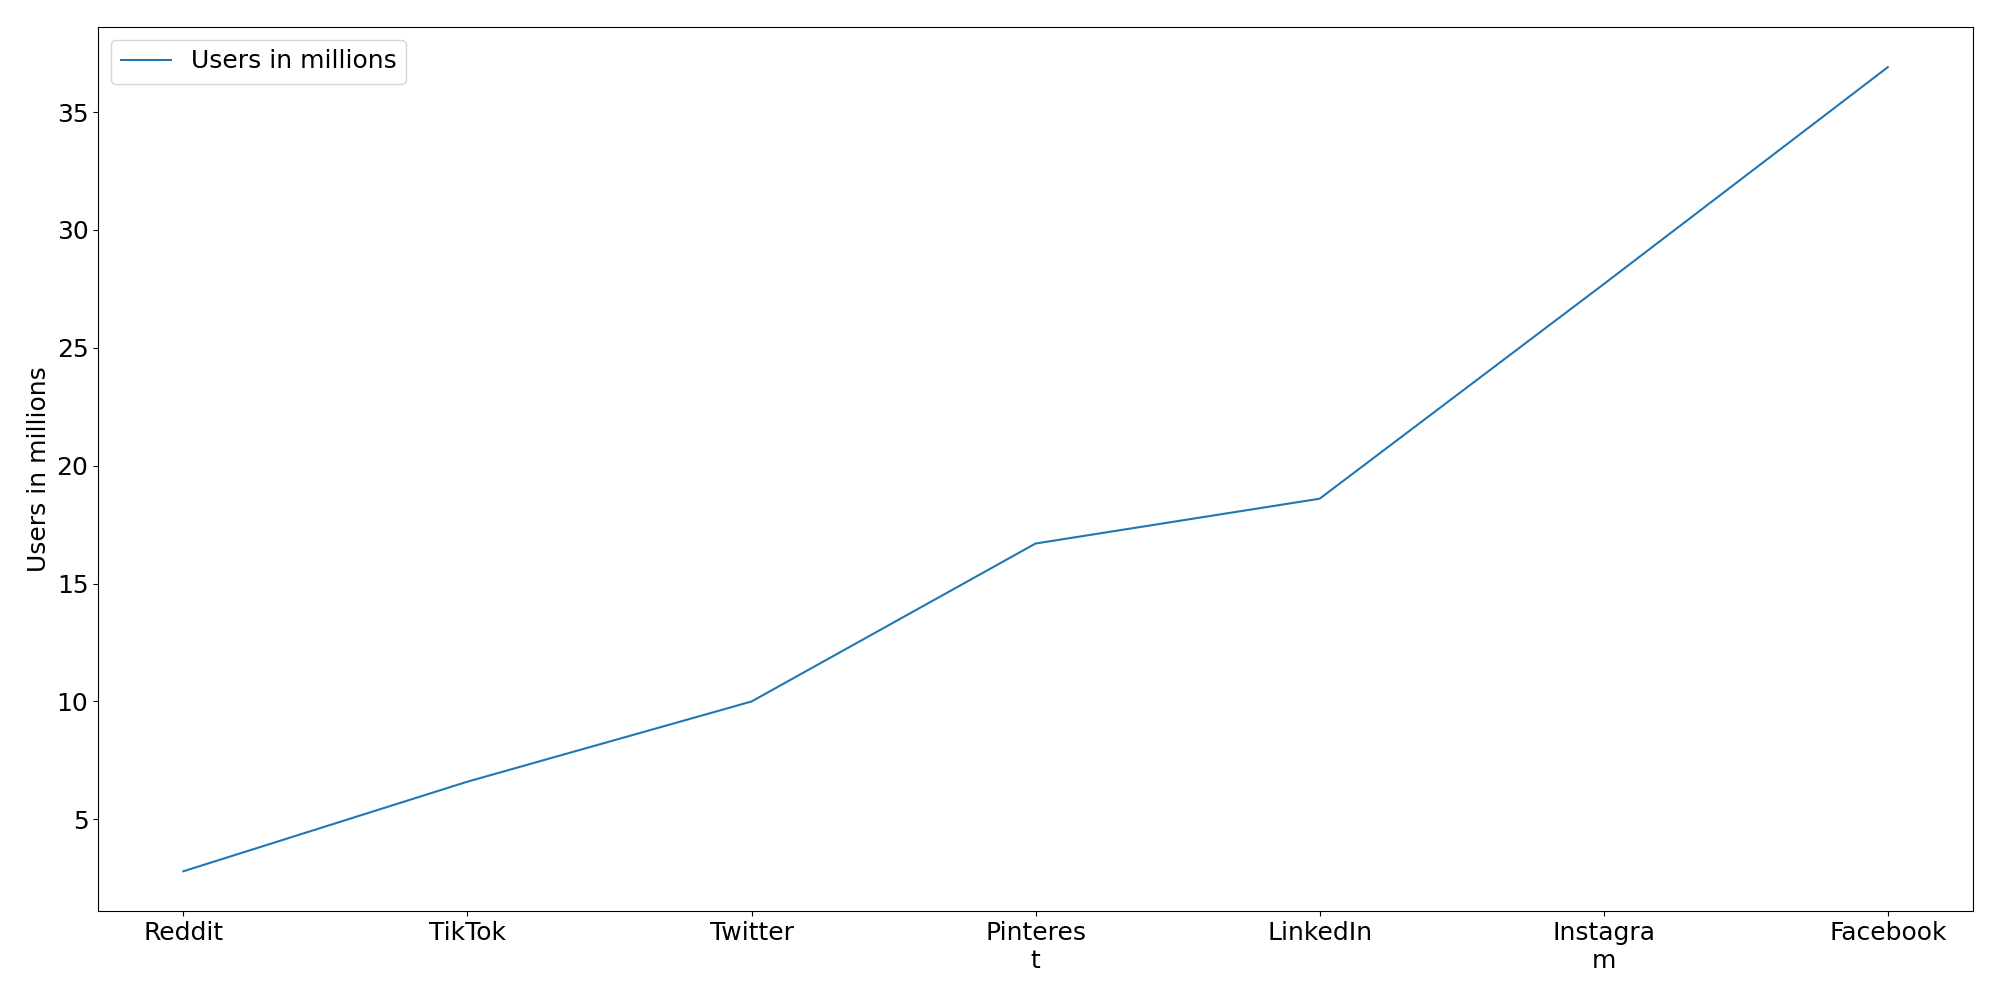 Users in millions
Users in millions
35
30
25
20
15
10
5
Reddit
TikTok
Twitter
Pinteres
t
LinkedIn
Instagra
m
Facebook